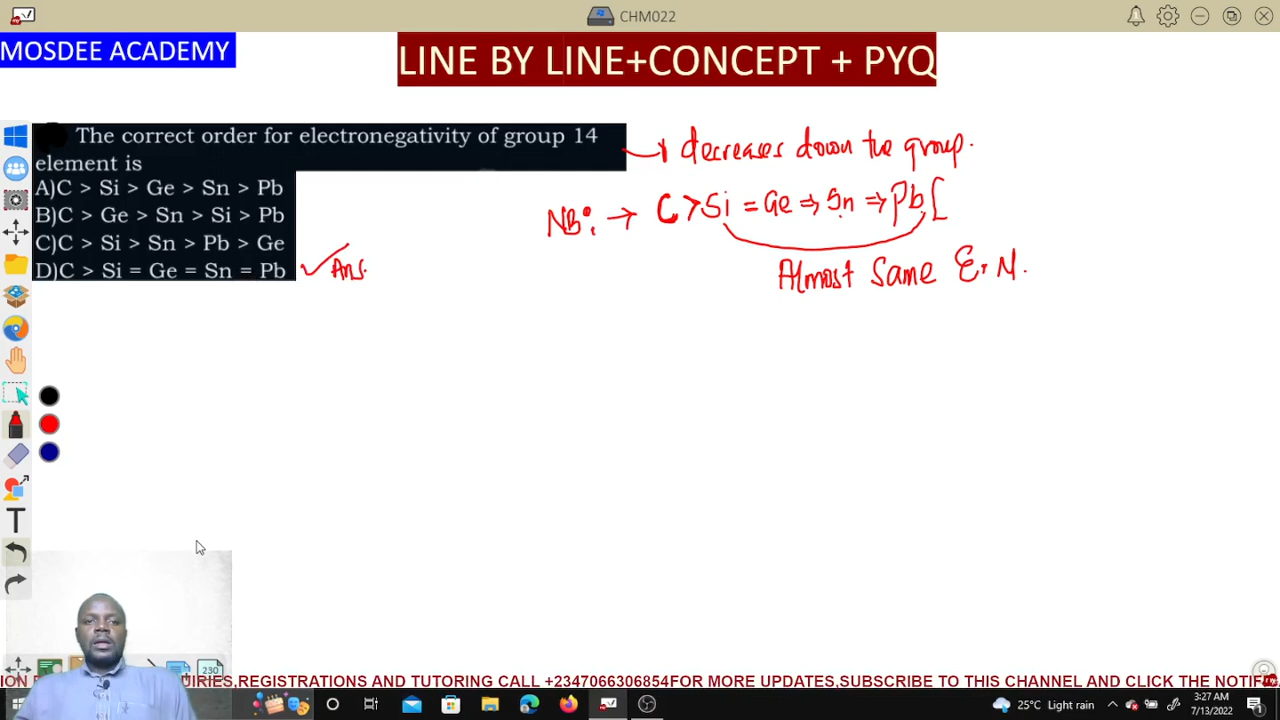 CHM022
MOSDEE ACADEMY
LINE BY LINE+CONCEPT + PYQ
The correct order for electronegativity of group 14
element is
A)C > Si > Ge > Sn > Pb
B)C > Ge > Sn > Si > Pb
C)C > Si > Sn > Pb > Ge
D)C > Si = Ge = Sn = Pb
Ans.
decreases down the group.
NB: → C > Si = Ge => Sn => Pb [
Almost Same E.N.
T
230
URIES,REGISTRATIONS AND TUTORING CALL +2347066306854FOR MORE UPDATES,SUBSCRIBE TO THIS CHANNEL AND CLICK THE NOTIF
25°C Light rain
3:27 AM
7/13/2022